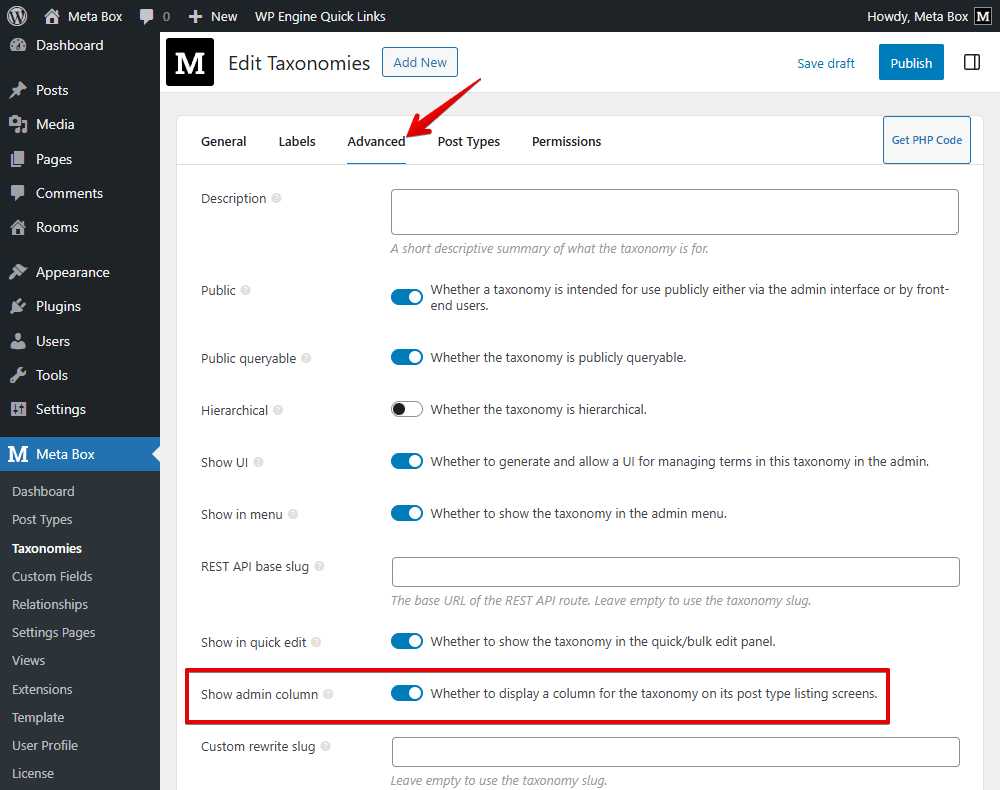 Meta Box
0
New
WP Engine Quick Links
Howdy, Meta Box
M
Dashboard
Posts
Media
Pages
Comments
Rooms
Appearance
Plugins
Users
Tools
Settings
M Meta Box
Dashboard
Post Types
Taxonomies
Custom Fields
Relationships
Settings Pages
Views
Extensions
Template
User Profile
License
M
Edit Taxonomies
Add New
Save draft
Publish
General
Labels
Advanced
Post Types
Permissions
Get PHP Code
Description ?
A short descriptive summary of what the taxonomy is for.
Public ?
Whether a taxonomy is intended for use publicly either via the admin interface or by front-
end users.
Public queryable ?
Whether the taxonomy is publicly queryable.
Hierarchical ?
Whether the taxonomy is hierarchical.
Show UI ?
Whether to generate and allow a UI for managing terms in this taxonomy in the admin.
Show in menu ?
Whether to show the taxonomy in the admin menu.
REST API base slug ?
The base URL of the REST API route. Leave empty to use the taxonomy slug.
Show in quick edit ?
Whether to show the taxonomy in the quick/bulk edit panel.
Show admin column ?
Whether to display a column for the taxonomy on its post type listing screens.
Custom rewrite slug ?
Leave empty to use the taxonomy slug.